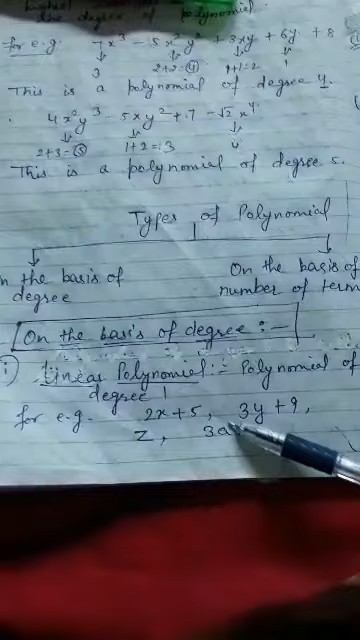 the degree of polynomial.
for e.g. 7x³ - 5x²y² + 3xy + 6y + 8
3 2+2=④ 1+1=2 1
This is a polynomial of degree 4.
4x²y³ - 5xy² + 7 - √2 x⁴
2+3=⑤ 1+2=3 4
This is a polynomial of degree 5.
Types of Polynomial
On the basis of
degree
On the basis of
number of term
On the basis of degree :-
Linear Polynomial :- Polynomial of
degree 1
for e.g. 2x+5, 3y+9,
z, 3a